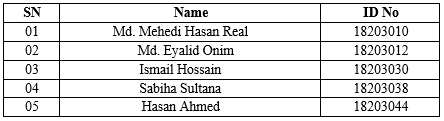 SN Name ID No
01 Md. Mehedi Hasan Real 18203010
02 Md. Eyalid Onim 18203012
03 Ismail Hossain 18203030
04 Sabiha Sultana 18203038
05 Hasan Ahmed 18203044